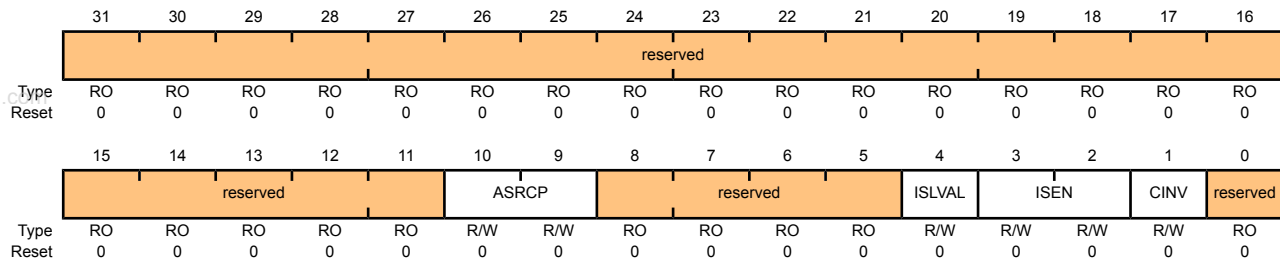 31 30 29 28 27 26 25 24 23 22 21 20 19 18 17 16
reserved
Type RO RO RO RO RO RO RO RO RO RO RO RO RO RO RO RO
.com
Reset 0 0 0 0 0 0 0 0 0 0 0 0 0 0 0 0
15 14 13 12 11 10 9 8 7 6 5 4 3 2 1 0
reserved ASRCP reserved ISLVAL ISEN CINV reserved
Type RO RO RO RO RO R/W R/W RO RO RO RO R/W R/W R/W R/W RO
Reset 0 0 0 0 0 0 0 0 0 0 0 0 0 0 0 0